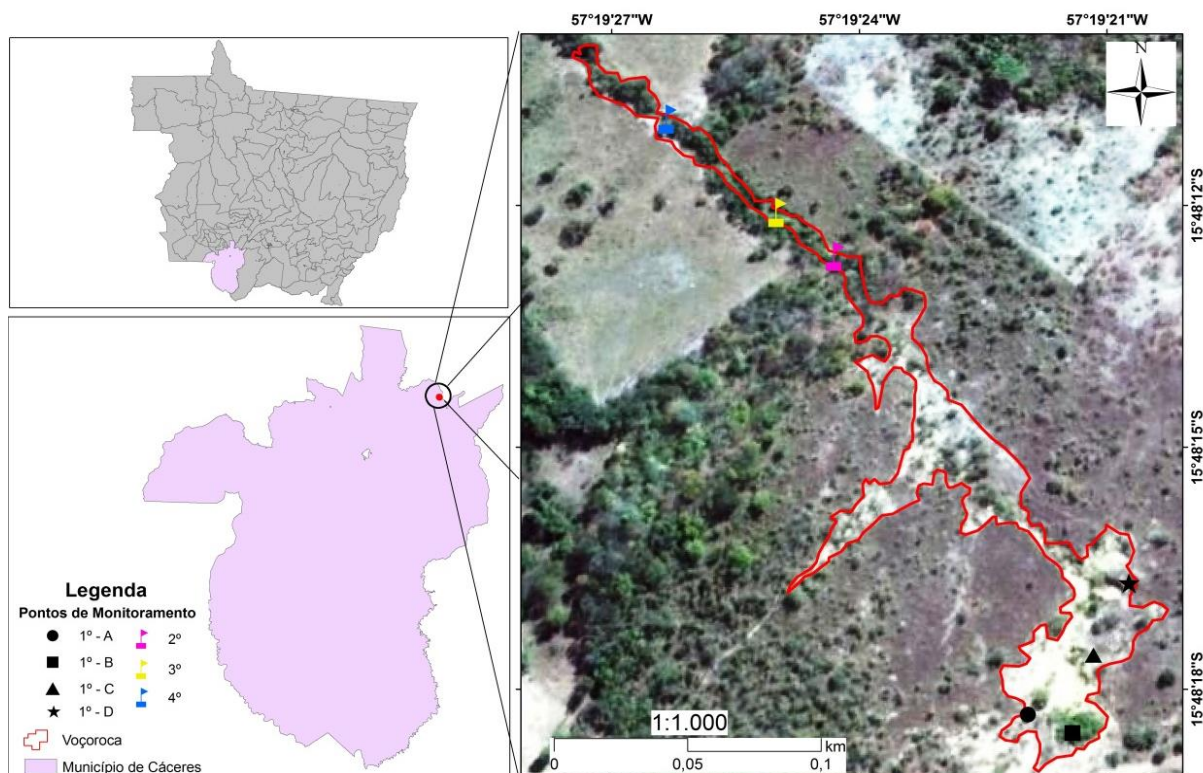 57°19'27"W
57°19'24"W
57°19'21"W
N
15°48'12"S
15°48'15"S
15°48'18"S
Legenda
Pontos de Monitoramento
1º - A
2º
1º - B
3º
1º - C
4º
1º - D
Voçoroca
Município de Cáceres
1:1.000
km
0
0,05
0,1